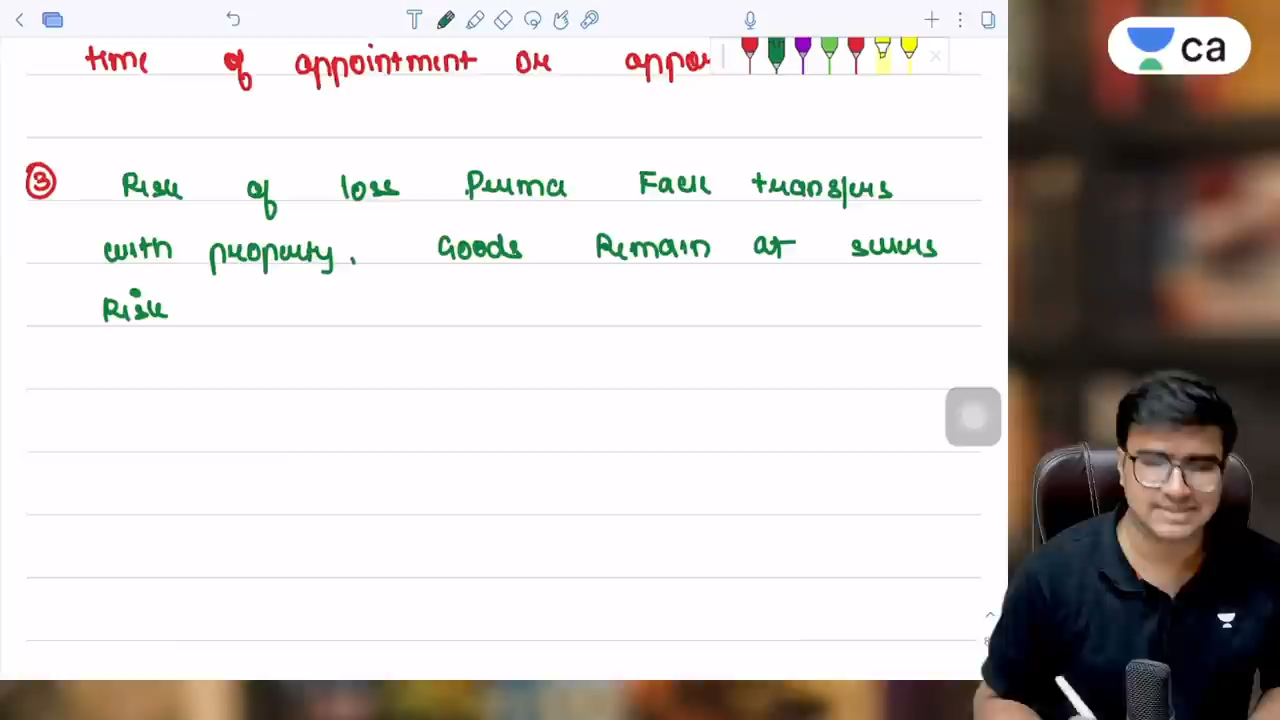 ca
time of appointment or appoi
③ Risk of loss Prima Facie transfers
with property. Goods Remain at sellers
Risk